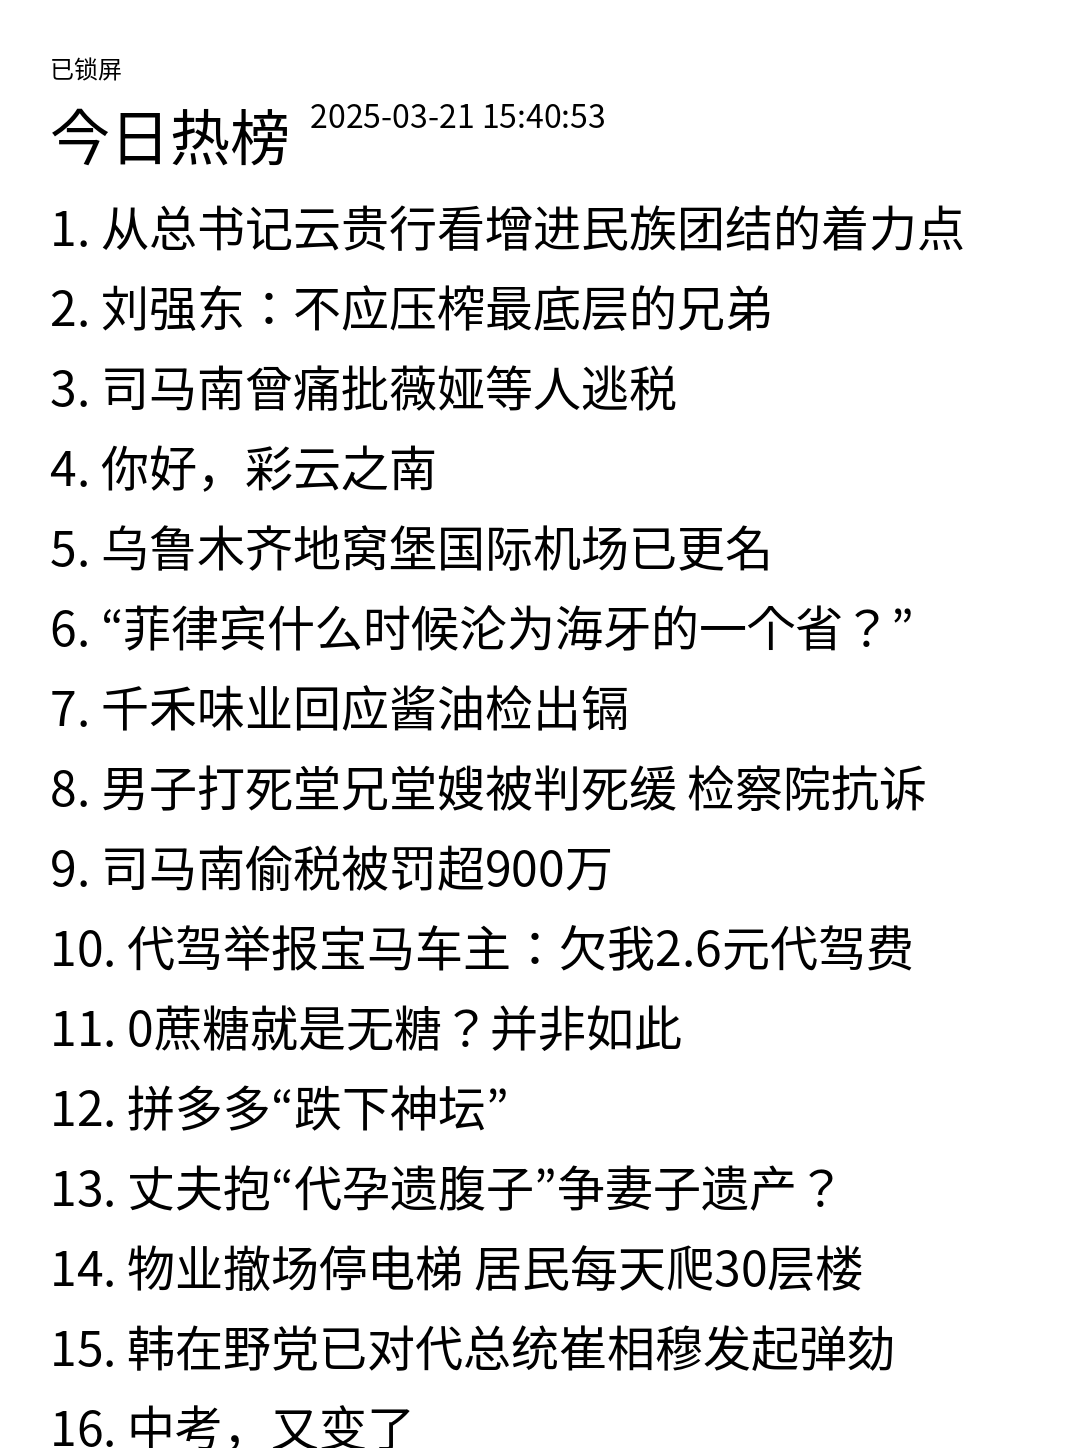 已锁屏
今日热榜 2025-03-21 15:40:53
1. 从总书记云贵行看增进民族团结的着力点
2. 刘强东：不应压榨最底层的兄弟
3. 司马南曾痛批薇娅等人逃税
4. 你好，彩云之南
5. 乌鲁木齐地窝堡国际机场已更名
6. “菲律宾什么时候沦为海牙的一个省？”
7. 千禾味业回应酱油检出镉
8. 男子打死堂兄堂嫂被判死缓 检察院抗诉
9. 司马南偷税被罚超900万
10. 代驾举报宝马车主：欠我2.6元代驾费
11. 0蔗糖就是无糖？并非如此
12. 拼多多“跌下神坛”
13. 丈夫抱“代孕遗腹子”争妻子遗产？
14. 物业撤场停电梯 居民每天爬30层楼
15. 韩在野党已对代总统崔相穆发起弹劾
16. 中考，又变了